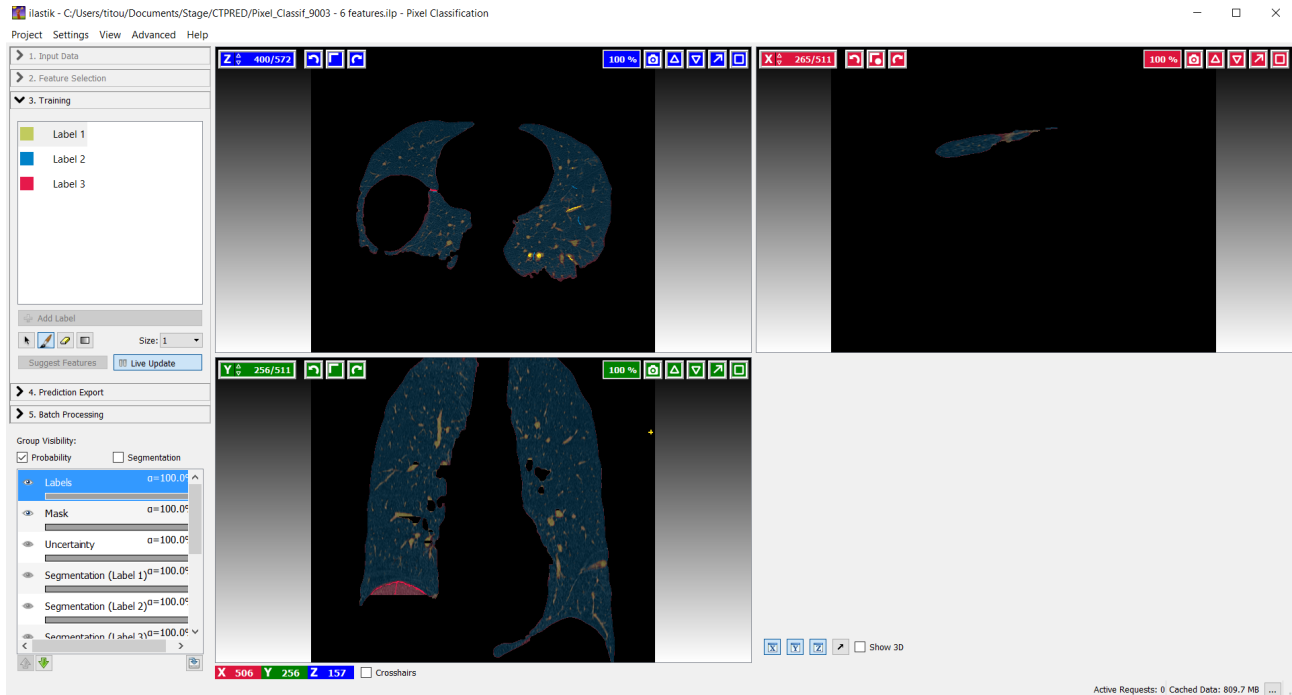 ilastik - C:/Users/titou/Documents/Stage/CTPRED/Pixel_Classif_9003 - 6 features.ilp - Pixel Classification
Project Settings View Advanced Help
1. Input Data
2. Feature Selection
3. Training
Label 1
Label 2
Label 3
Add Label
Size: 1
Suggest Features Live Update
4. Prediction Export
5. Batch Processing
Group Visibility:
Probability Segmentation
Labels α=100.0%
Mask α=100.0%
Uncertainty α=100.0%
Segmentation (Label 1) α=100.0%
Segmentation (Label 2) α=100.0%
Segmentation (Label 3) α=100.0%
Z 400/572 100 %
X 265/511 100 %
Y 256/511 100 %
X 506 Y 256 Z 157 Crosshairs
X Y Z Show 3D
Active Requests: 0 Cached Data: 809.7 MB ...